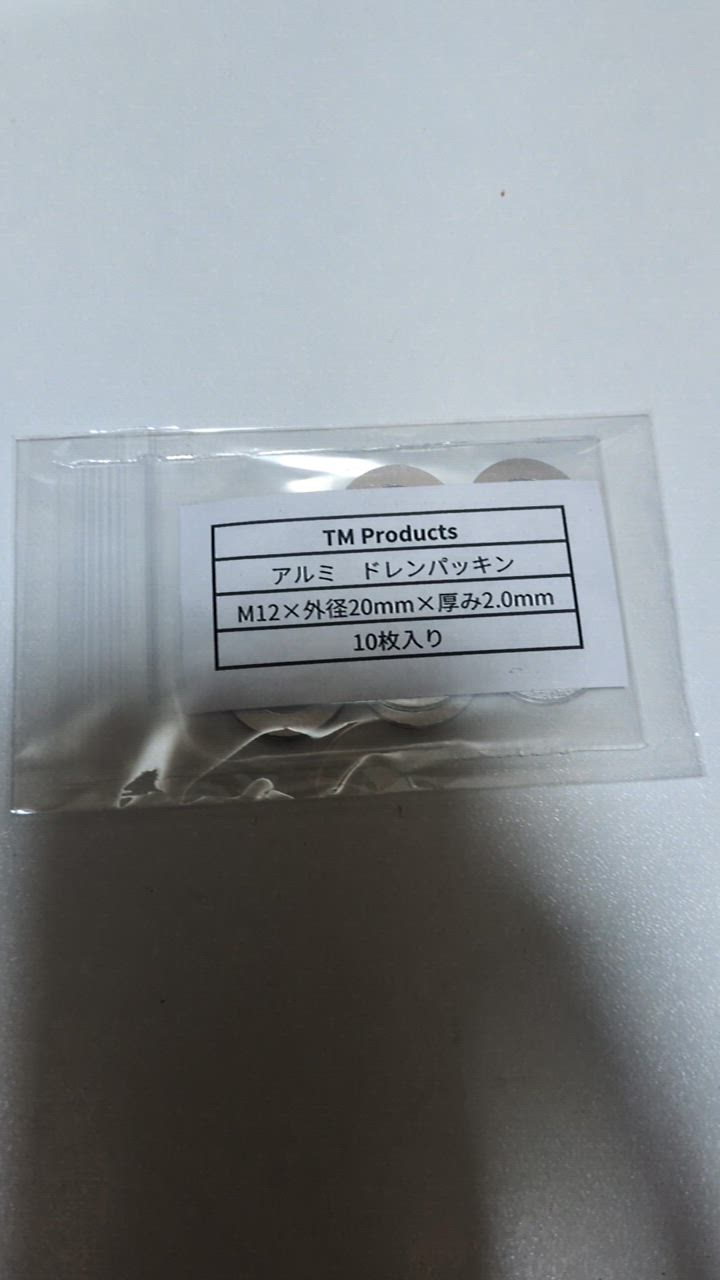 TM Products
アルミ　ドレンパッキン
M12×外径20mm×厚み2.0mm
10枚入り